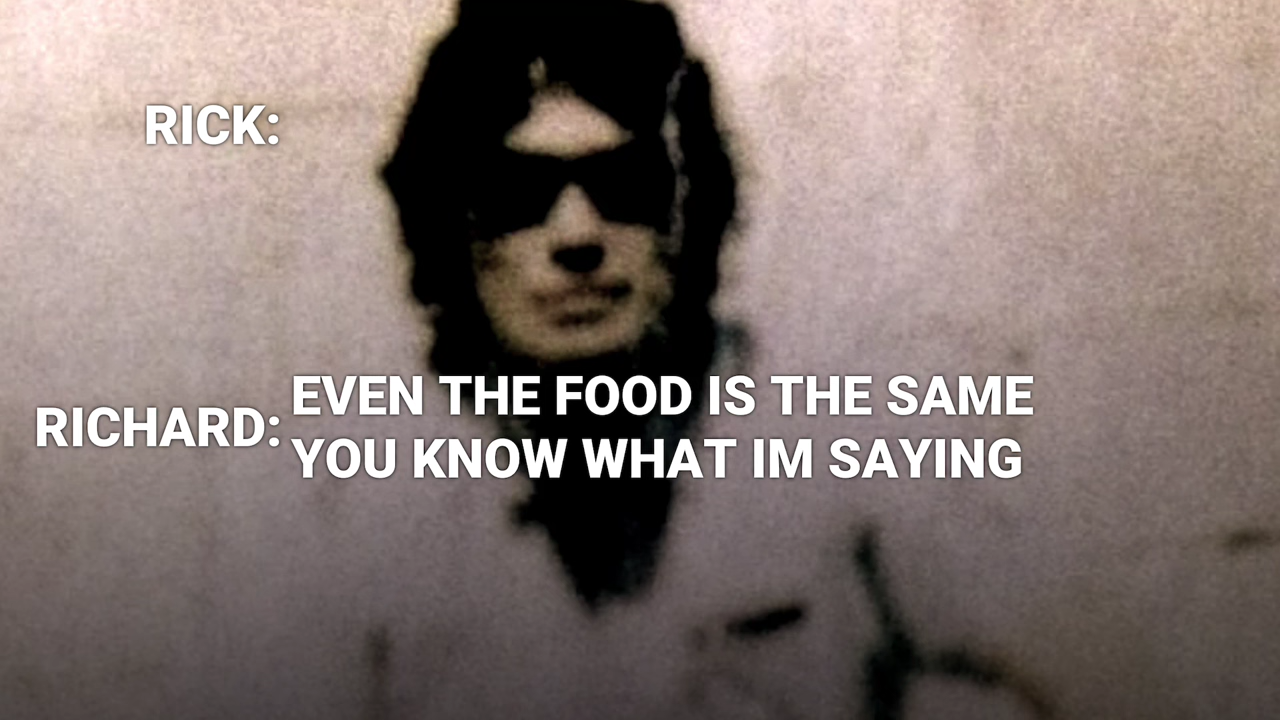 RICK:
RICHARD:
EVEN THE FOOD IS THE SAME
YOU KNOW WHAT IM SAYING